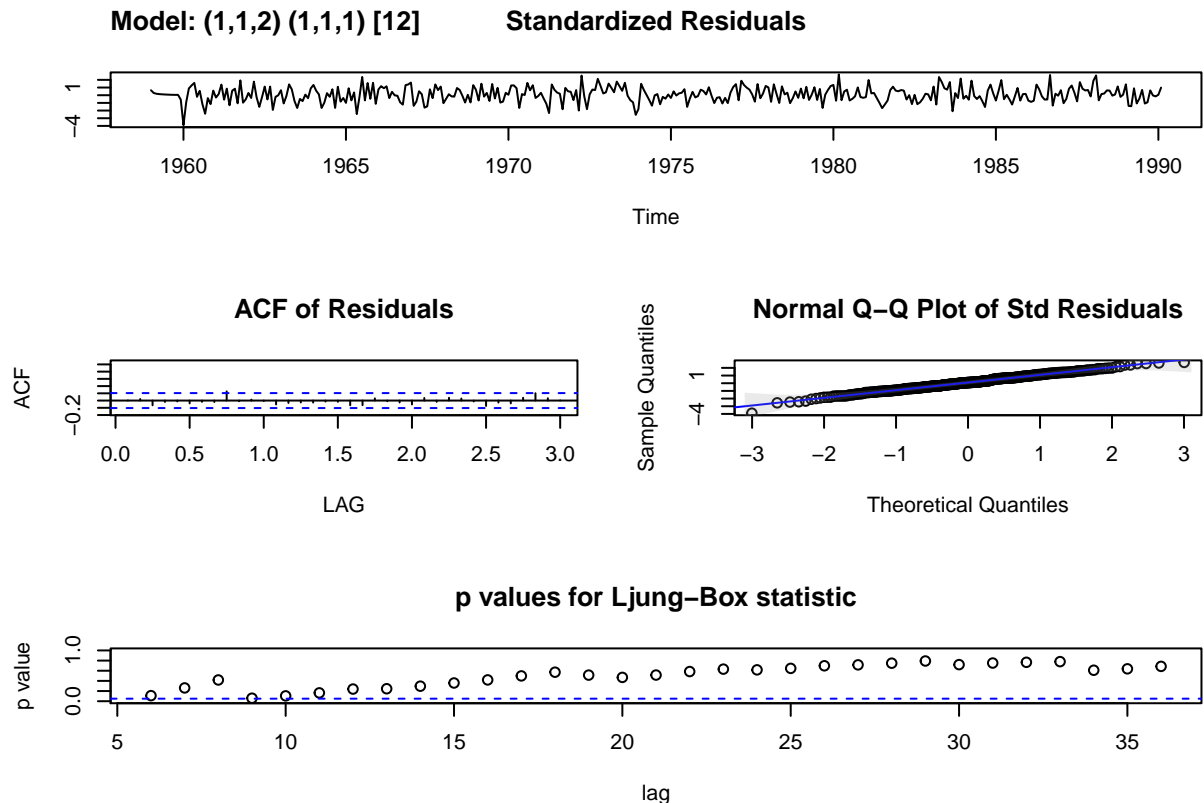 Model: (1,1,2) (1,1,1) [12] Standardized Residuals
1
−4
1960 1965 1970 1975 1980 1985 1990
Time
ACF of Residuals
ACF
−0.2
0.0 0.5 1.0 1.5 2.0 2.5 3.0
LAG
Normal Q−Q Plot of Std Residuals
Sample Quantiles
1
−4
−3 −2 −1 0 1 2 3
Theoretical Quantiles
p values for Ljung−Box statistic
p value
1.0
0.0
5 10 15 20 25 30 35
lag